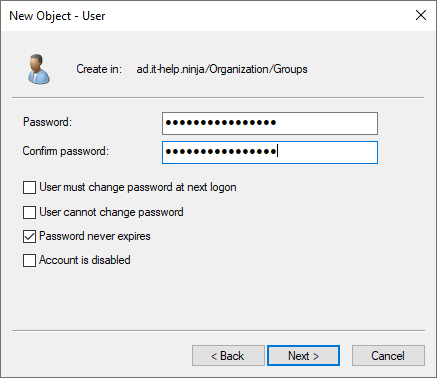 New Object - User
Create in: ad.it-help.ninja/Organization/Groups
Password: ●●●●●●●●●●●●●●●●
Confirm password: ●●●●●●●●●●●●●●●●
User must change password at next logon
User cannot change password
Password never expires
Account is disabled
< Back Next > Cancel